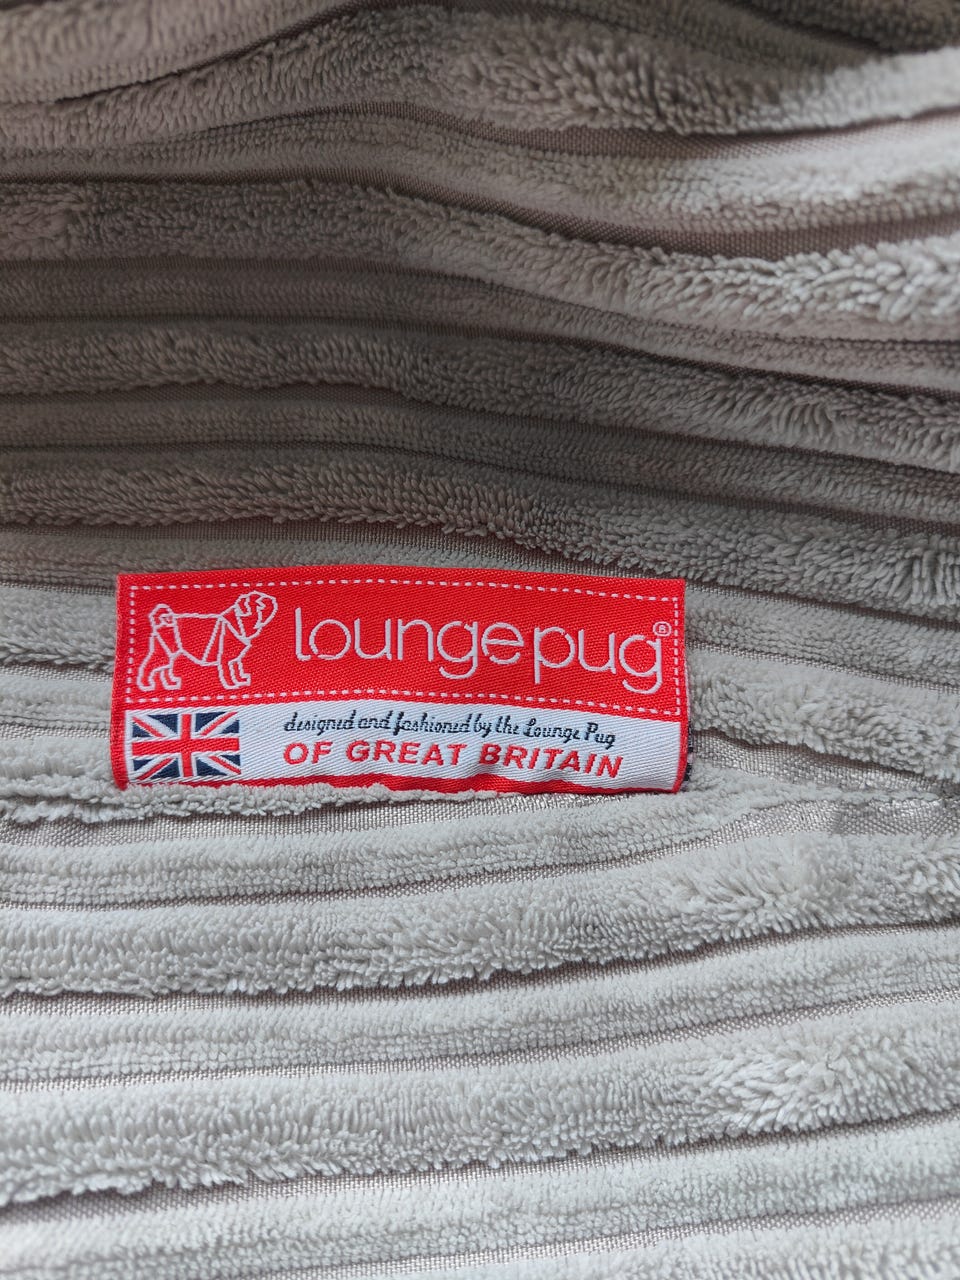 loungepug®
designed and fashioned by the Lounge Pug
OF GREAT BRITAIN